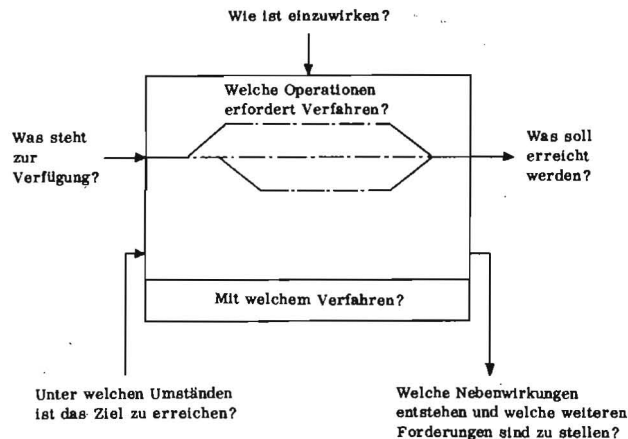 Wie ist einzuwirken?
Welche Operationen
erfordert Verfahren?
Was steht
zur
Verfügung?
Was soll
erreicht
werden?
Mit welchem Verfahren?
Unter welchen Umständen
ist das Ziel zu erreichen?
Welche Nebenwirkungen
entstehen und welche weiteren
Forderungen sind zu stellen?